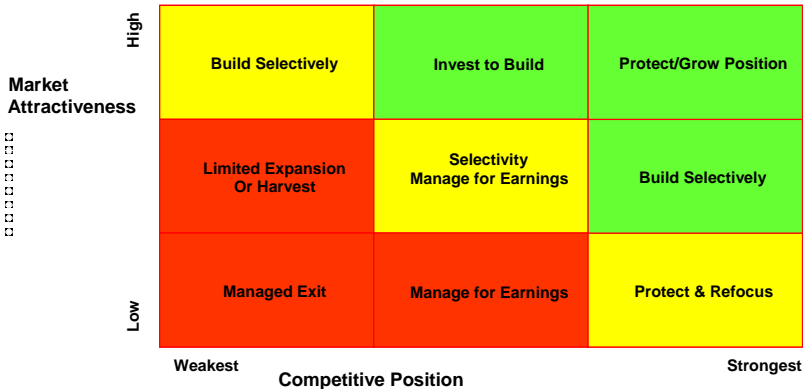 High
Build Selectively
Invest to Build
Protect/Grow Position
Market
Attractiveness
Limited Expansion
Or Harvest
Selectivity
Manage for Earnings
Build Selectively
Managed Exit
Manage for Earnings
Protect & Refocus
Low
Weakest
Strongest
Competitive Position